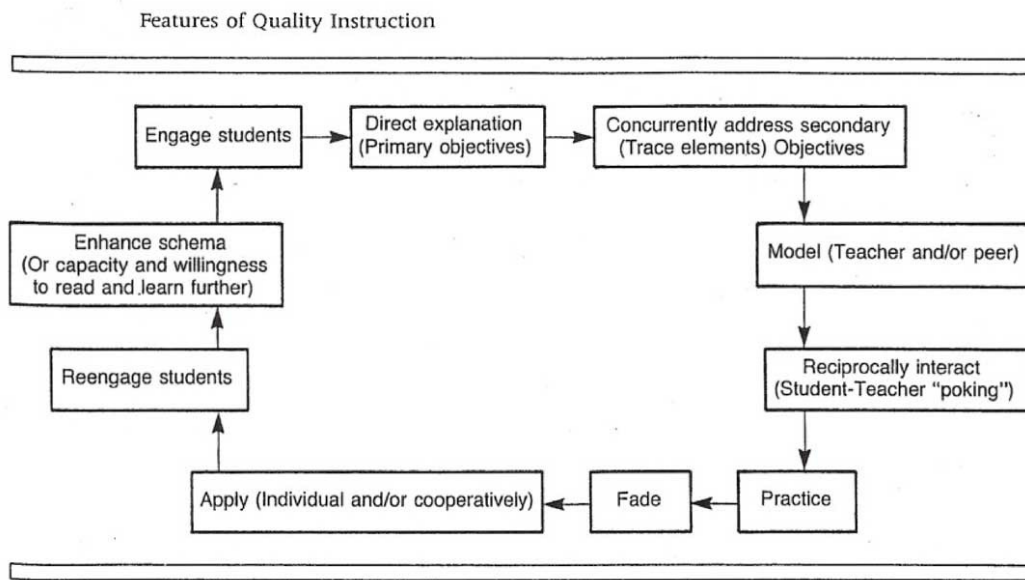 Features of Quality Instruction
Engage students
Direct explanation
(Primary objectives)
Concurrently address secondary
(Trace elements) Objectives
Model (Teacher and/or peer)
Reciprocally interact
(Student-Teacher "poking")
Practice
Fade
Apply (Individual and/or cooperatively)
Reengage students
Enhance schema
(Or capacity and willingness
to read and learn further)